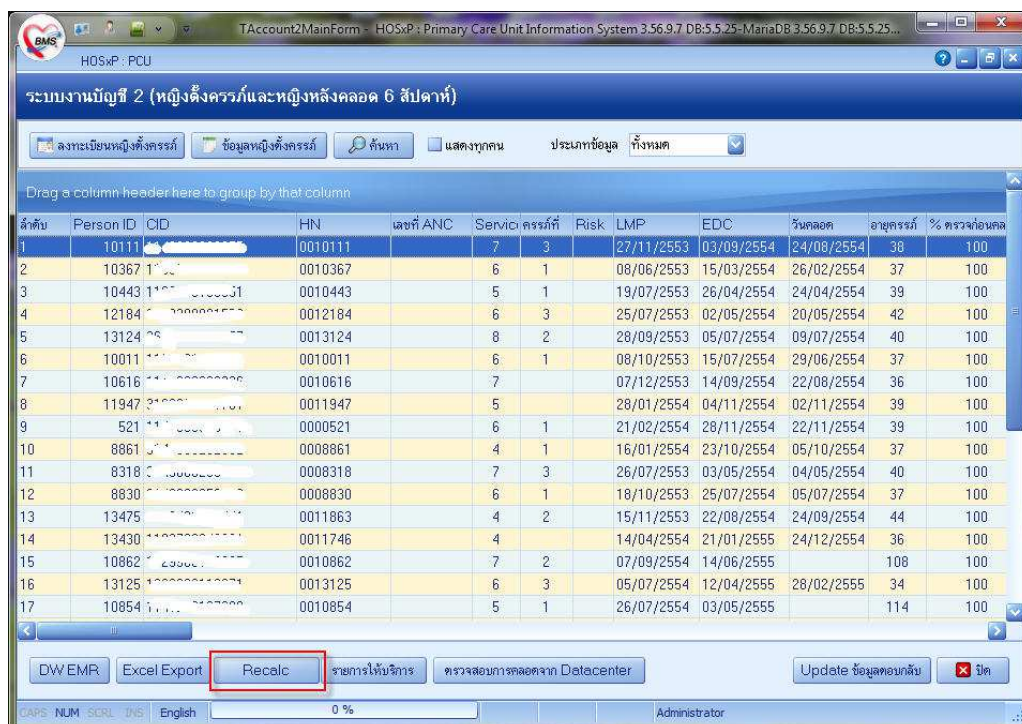 BMS
TAccount2MainForm - HOSxP : Primary Care Unit Information System 3.56.9.7 DB:5.5.25-MariaDB 3.56.9.7 DB:5.5.25...
HOSxP : PCU
ระบบงานบัญชี 2 (หญิงตั้งครรภ์และหญิงหลังคลอด 6 สัปดาห์)
ลงทะเบียนหญิงตั้งครรภ์ ข้อมูลหญิงตั้งครรภ์ ค้นหา แสดงทุกคน ประเภทข้อมูล ทั้งหมด
Drag a column header here to group by that column
ลำดับ Person ID CID HN เลขที่ ANC Servic ครรภ์ที่ Risk LMP EDC วันคลอด อายุครรภ์ % ตรวจก่อนคล
1 10111 0010111 7 3 27/11/2553 03/09/2554 24/08/2554 38 100
2 10367 0010367 6 1 08/06/2553 15/03/2554 26/02/2554 37 100
3 10443 0010443 5 1 19/07/2553 26/04/2554 24/04/2554 39 100
4 12184 0012184 6 3 25/07/2553 02/05/2554 20/05/2554 42 100
5 13124 0013124 8 2 28/09/2553 05/07/2554 09/07/2554 40 100
6 10011 0010011 6 1 08/10/2553 15/07/2554 29/06/2554 37 100
7 10616 0010616 7 07/12/2553 14/09/2554 22/08/2554 36 100
8 11947 0011947 5 28/01/2554 04/11/2554 02/11/2554 39 100
9 521 0000521 6 1 21/02/2554 28/11/2554 22/11/2554 39 100
10 8861 0008861 4 1 16/01/2554 23/10/2554 05/10/2554 37 100
11 8318 0008318 7 3 26/07/2553 03/05/2554 04/05/2554 40 100
12 8830 0008830 6 1 18/10/2553 25/07/2554 05/07/2554 37 100
13 13475 0011863 4 2 15/11/2553 22/08/2554 24/09/2554 44 100
14 13430 0011746 4 14/04/2554 21/01/2555 24/12/2554 36 100
15 10862 0010862 7 2 07/09/2554 14/06/2555 108 100
16 13125 0013125 6 3 05/07/2554 12/04/2555 28/02/2555 34 100
17 10854 0010854 5 1 26/07/2554 03/05/2555 114 100
DW EMR Excel Export Recalc รายการให้บริการ ตรวจสอบการคลอดจาก Datacenter Update ข้อมูลตอบกลับ ปิด
CAPS NUM SCRL INS English 0 % Administrator